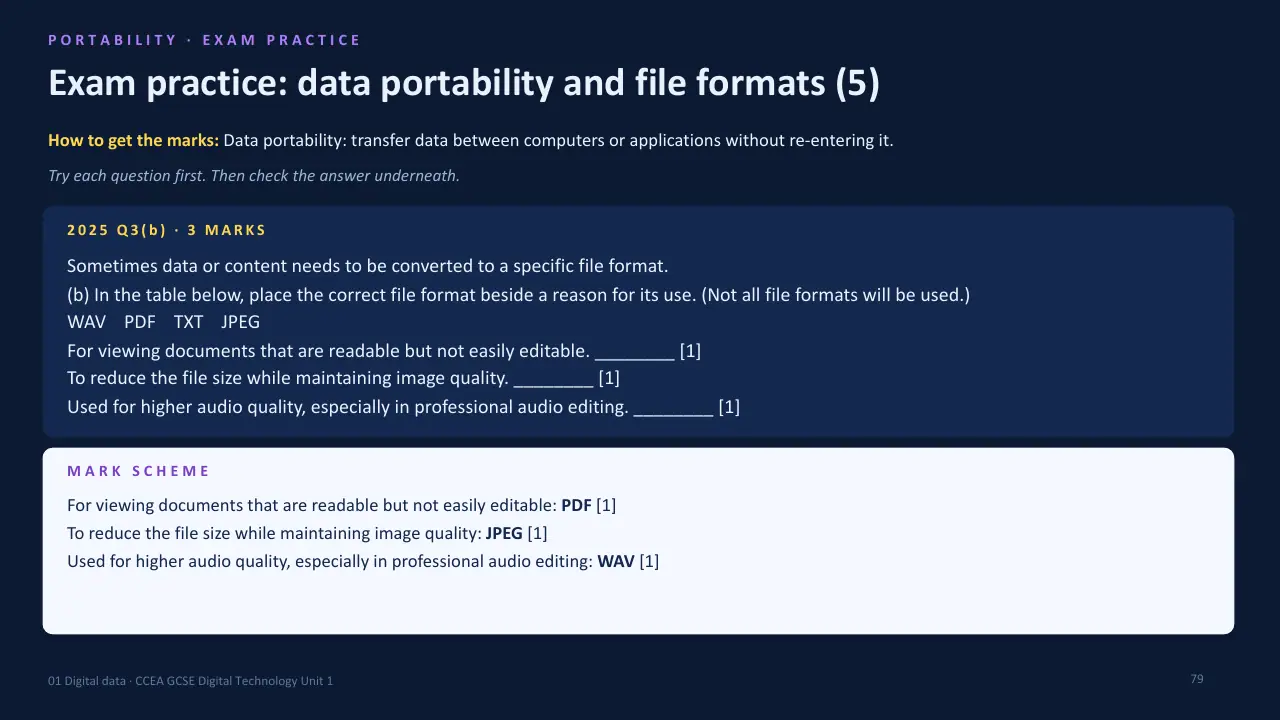 PORTABILITY · EXAM PRACTICE
Exam practice: data portability and file formats (5)
How to get the marks: Data portability: transfer data between computers or applications without re-entering it.
Try each question first. Then check the answer underneath.
2025 Q3(b) · 3 MARKS
Sometimes data or content needs to be converted to a specific file format.
(b) In the table below, place the correct file format beside a reason for its use. (Not all file formats will be used.)
WAV PDF TXT JPEG
For viewing documents that are readable but not easily editable. ________ [1]
To reduce the file size while maintaining image quality. ________ [1]
Used for higher audio quality, especially in professional audio editing. ________ [1]
MARK SCHEME
For viewing documents that are readable but not easily editable: PDF [1]
To reduce the file size while maintaining image quality: JPEG [1]
Used for higher audio quality, especially in professional audio editing: WAV [1]
01 Digital data · CCEA GCSE Digital Technology Unit 1
79